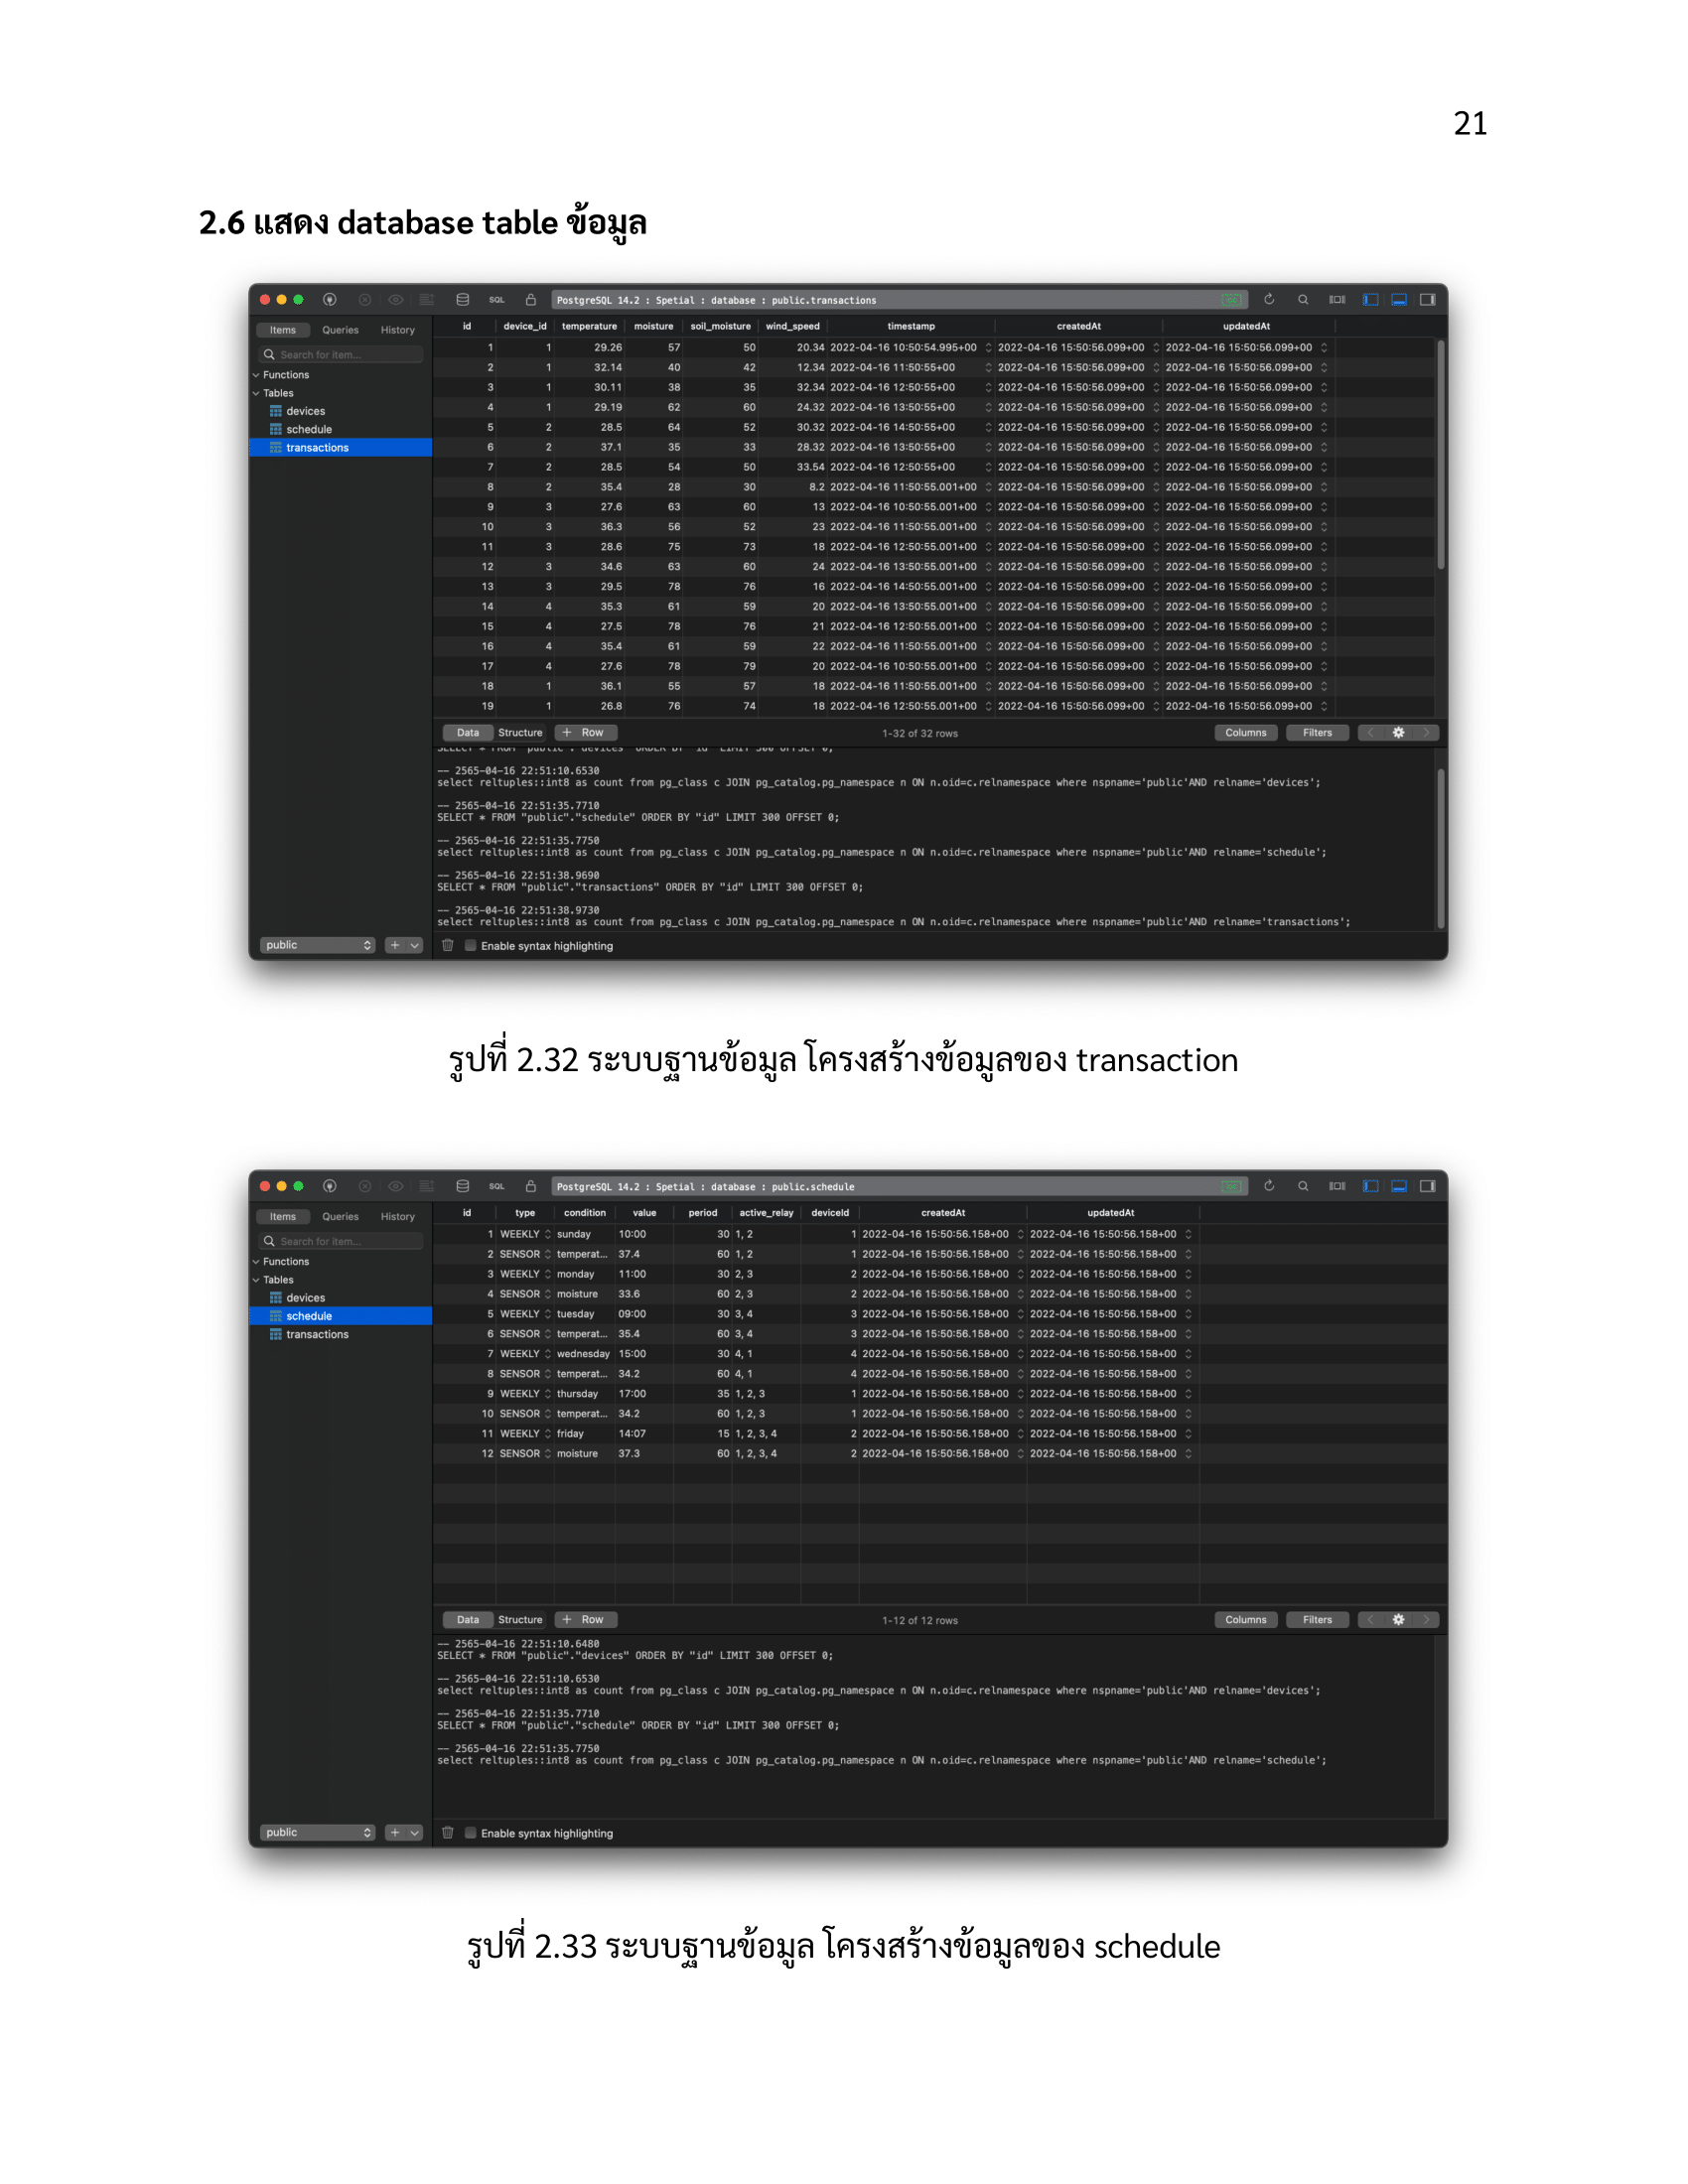 21
2.6 แสดง database table ข้อมูล
SQL PostgreSQL 14.2 : Spetial : database : public.transactions
Items Queries History
Search for item...
Functions
Tables
devices
schedule
transactions
id device_id temperature moisture soil_moisture wind_speed timestamp createdAt updatedAt
1 1 29.26 57 50 20.34 2022-04-16 10:50:54.995+00 2022-04-16 15:50:56.099+00 2022-04-16 15:50:56.099+00
2 1 32.14 40 42 12.34 2022-04-16 11:50:55+00 2022-04-16 15:50:56.099+00 2022-04-16 15:50:56.099+00
3 1 30.11 38 35 32.34 2022-04-16 12:50:55+00 2022-04-16 15:50:56.099+00 2022-04-16 15:50:56.099+00
4 1 29.19 62 60 24.32 2022-04-16 13:50:55+00 2022-04-16 15:50:56.099+00 2022-04-16 15:50:56.099+00
5 2 28.5 64 52 30.32 2022-04-16 14:50:55+00 2022-04-16 15:50:56.099+00 2022-04-16 15:50:56.099+00
6 2 37.1 35 33 28.32 2022-04-16 13:50:55+00 2022-04-16 15:50:56.099+00 2022-04-16 15:50:56.099+00
7 2 28.5 54 50 33.54 2022-04-16 12:50:55+00 2022-04-16 15:50:56.099+00 2022-04-16 15:50:56.099+00
8 2 35.4 28 30 8.2 2022-04-16 11:50:55.001+00 2022-04-16 15:50:56.099+00 2022-04-16 15:50:56.099+00
9 3 27.6 63 60 13 2022-04-16 10:50:55.001+00 2022-04-16 15:50:56.099+00 2022-04-16 15:50:56.099+00
10 3 36.3 56 52 23 2022-04-16 11:50:55.001+00 2022-04-16 15:50:56.099+00 2022-04-16 15:50:56.099+00
11 3 28.6 75 73 18 2022-04-16 12:50:55.001+00 2022-04-16 15:50:56.099+00 2022-04-16 15:50:56.099+00
12 3 34.6 63 60 24 2022-04-16 13:50:55.001+00 2022-04-16 15:50:56.099+00 2022-04-16 15:50:56.099+00
13 3 29.5 78 76 16 2022-04-16 14:50:55.001+00 2022-04-16 15:50:56.099+00 2022-04-16 15:50:56.099+00
14 4 35.3 61 59 20 2022-04-16 13:50:55.001+00 2022-04-16 15:50:56.099+00 2022-04-16 15:50:56.099+00
15 4 27.5 78 76 21 2022-04-16 12:50:55.001+00 2022-04-16 15:50:56.099+00 2022-04-16 15:50:56.099+00
16 4 35.4 61 59 22 2022-04-16 11:50:55.001+00 2022-04-16 15:50:56.099+00 2022-04-16 15:50:56.099+00
17 4 27.6 78 79 20 2022-04-16 10:50:55.001+00 2022-04-16 15:50:56.099+00 2022-04-16 15:50:56.099+00
18 1 36.1 55 57 18 2022-04-16 11:50:55.001+00 2022-04-16 15:50:56.099+00 2022-04-16 15:50:56.099+00
19 1 26.8 76 74 18 2022-04-16 12:50:55.001+00 2022-04-16 15:50:56.099+00 2022-04-16 15:50:56.099+00
Data Structure + Row 1-32 of 32 rows Columns Filters
SELECT * FROM "public"."devices" ORDER BY "id" LIMIT 300 OFFSET 0;
-- 2565-04-16 22:51:10.6530
select reltuples::int8 as count from pg_class c JOIN pg_catalog.pg_namespace n ON n.oid=c.relnamespace where nspname='public'AND relname='devices';
-- 2565-04-16 22:51:35.7710
SELECT * FROM "public"."schedule" ORDER BY "id" LIMIT 300 OFFSET 0;
-- 2565-04-16 22:51:35.7750
select reltuples::int8 as count from pg_class c JOIN pg_catalog.pg_namespace n ON n.oid=c.relnamespace where nspname='public'AND relname='schedule';
-- 2565-04-16 22:51:38.9690
SELECT * FROM "public"."transactions" ORDER BY "id" LIMIT 300 OFFSET 0;
-- 2565-04-16 22:51:38.9730
select reltuples::int8 as count from pg_class c JOIN pg_catalog.pg_namespace n ON n.oid=c.relnamespace where nspname='public'AND relname='transactions';
public + Enable syntax highlighting
รูปที่ 2.32 ระบบฐานข้อมูล โครงสร้างข้อมูลของ transaction
SQL PostgreSQL 14.2 : Spetial : database : public.schedule
Items Queries History
Search for item...
Functions
Tables
devices
schedule
transactions
id type condition value period active_relay deviceId createdAt updatedAt
1 WEEKLY sunday 10:00 30 1, 2 1 2022-04-16 15:50:56.158+00 2022-04-16 15:50:56.158+00
2 SENSOR temperat... 37.4 60 1, 2 1 2022-04-16 15:50:56.158+00 2022-04-16 15:50:56.158+00
3 WEEKLY monday 11:00 30 2, 3 2 2022-04-16 15:50:56.158+00 2022-04-16 15:50:56.158+00
4 SENSOR moisture 33.6 60 2, 3 2 2022-04-16 15:50:56.158+00 2022-04-16 15:50:56.158+00
5 WEEKLY tuesday 09:00 30 3, 4 3 2022-04-16 15:50:56.158+00 2022-04-16 15:50:56.158+00
6 SENSOR temperat... 35.4 60 3, 4 3 2022-04-16 15:50:56.158+00 2022-04-16 15:50:56.158+00
7 WEEKLY wednesday 15:00 30 4, 1 4 2022-04-16 15:50:56.158+00 2022-04-16 15:50:56.158+00
8 SENSOR temperat... 34.2 60 4, 1 4 2022-04-16 15:50:56.158+00 2022-04-16 15:50:56.158+00
9 WEEKLY thursday 17:00 35 1, 2, 3 1 2022-04-16 15:50:56.158+00 2022-04-16 15:50:56.158+00
10 SENSOR temperat... 34.2 60 1, 2, 3 1 2022-04-16 15:50:56.158+00 2022-04-16 15:50:56.158+00
11 WEEKLY friday 14:07 15 1, 2, 3, 4 2 2022-04-16 15:50:56.158+00 2022-04-16 15:50:56.158+00
12 SENSOR moisture 37.3 60 1, 2, 3, 4 2 2022-04-16 15:50:56.158+00 2022-04-16 15:50:56.158+00
Data Structure + Row 1-12 of 12 rows Columns Filters
-- 2565-04-16 22:51:10.6480
SELECT * FROM "public"."devices" ORDER BY "id" LIMIT 300 OFFSET 0;
-- 2565-04-16 22:51:10.6530
select reltuples::int8 as count from pg_class c JOIN pg_catalog.pg_namespace n ON n.oid=c.relnamespace where nspname='public'AND relname='devices';
-- 2565-04-16 22:51:35.7710
SELECT * FROM "public"."schedule" ORDER BY "id" LIMIT 300 OFFSET 0;
-- 2565-04-16 22:51:35.7750
select reltuples::int8 as count from pg_class c JOIN pg_catalog.pg_namespace n ON n.oid=c.relnamespace where nspname='public'AND relname='schedule';
public + Enable syntax highlighting
รูปที่ 2.33 ระบบฐานข้อมูล โครงสร้างข้อมูลของ schedule